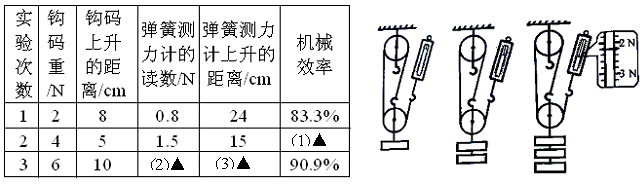 实验次数 钩码重/N 钩码上升的距离/cm 弹簧测力计的读数/N 弹簧测力计上升的距离/cm 机械效率
1 2 8 0.8 24 83.3%
2 4 5 1.5 15 (1)▲
3 6 10 (2)▲ (3)▲ 90.9%
2N
3N